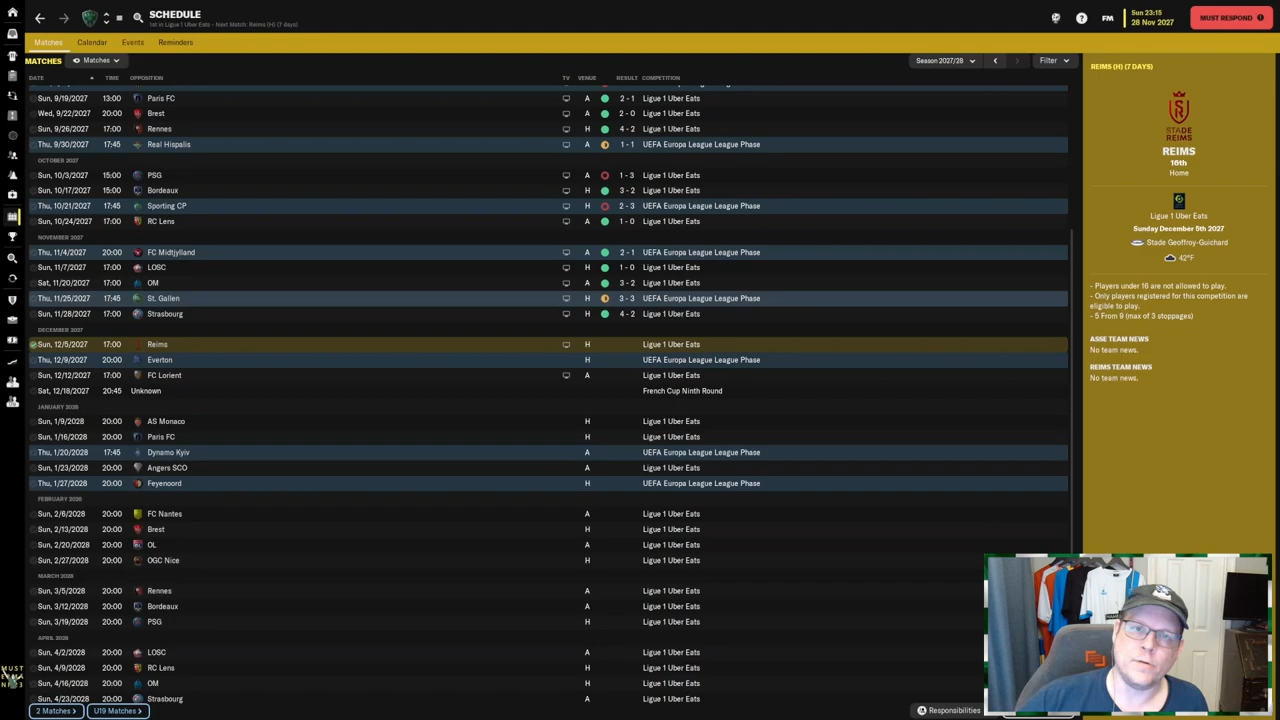 SCHEDULE
1st in Ligue 1 Uber Eats - Next Match: Reims (H) (7 days)
FM
Sun 23:15
28 Nov 2027
MUST RESPOND
Matches Calendar Events Reminders
MATCHES Matches Season 2027/28 Filter
DATE TIME OPPOSITION TV VENUE RESULT COMPETITION
Sun, 9/19/2027 13:00 Paris FC A 2 - 1 Ligue 1 Uber Eats
Wed, 9/22/2027 20:00 Brest A 2 - 0 Ligue 1 Uber Eats
Sun, 9/26/2027 17:00 Rennes H 4 - 2 Ligue 1 Uber Eats
Thu, 9/30/2027 17:45 Real Hispalis A 1 - 1 UEFA Europa League League Phase
OCTOBER 2027
Sun, 10/3/2027 15:00 PSG A 1 - 3 Ligue 1 Uber Eats
Sun, 10/17/2027 15:00 Bordeaux H 3 - 2 Ligue 1 Uber Eats
Thu, 10/21/2027 17:45 Sporting CP H 2 - 3 UEFA Europa League League Phase
Sun, 10/24/2027 17:00 RC Lens A 1 - 0 Ligue 1 Uber Eats
NOVEMBER 2027
Thu, 11/4/2027 20:00 FC Midtjylland A 2 - 1 UEFA Europa League League Phase
Sun, 11/7/2027 17:00 LOSC H 1 - 0 Ligue 1 Uber Eats
Sat, 11/20/2027 17:00 OM A 3 - 2 Ligue 1 Uber Eats
Thu, 11/25/2027 17:45 St. Gallen H 3 - 3 UEFA Europa League League Phase
Sun, 11/28/2027 17:00 Strasbourg H 4 - 2 Ligue 1 Uber Eats
DECEMBER 2027
Sun, 12/5/2027 17:00 Reims H Ligue 1 Uber Eats
Thu, 12/9/2027 20:00 Everton H UEFA Europa League League Phase
Sun, 12/12/2027 17:00 FC Lorient A Ligue 1 Uber Eats
Sat, 12/18/2027 20:45 Unknown French Cup Ninth Round
JANUARY 2028
Sun, 1/9/2028 20:00 AS Monaco H Ligue 1 Uber Eats
Sun, 1/16/2028 20:00 Paris FC H Ligue 1 Uber Eats
Thu, 1/20/2028 17:45 Dynamo Kyiv A UEFA Europa League League Phase
Sun, 1/23/2028 20:00 Angers SCO A Ligue 1 Uber Eats
Thu, 1/27/2028 20:00 Feyenoord H UEFA Europa League League Phase
FEBRUARY 2028
Sun, 2/6/2028 20:00 FC Nantes A Ligue 1 Uber Eats
Sun, 2/13/2028 20:00 Brest H Ligue 1 Uber Eats
Sun, 2/20/2028 20:00 OL A Ligue 1 Uber Eats
Sun, 2/27/2028 20:00 OGC Nice H Ligue 1 Uber Eats
MARCH 2028
Sun, 3/5/2028 20:00 Rennes A Ligue 1 Uber Eats
Sun, 3/12/2028 20:00 Bordeaux A Ligue 1 Uber Eats
Sun, 3/19/2028 20:00 PSG H Ligue 1 Uber Eats
APRIL 2028
Sun, 4/2/2028 20:00 LOSC A Ligue 1 Uber Eats
Sun, 4/9/2028 20:00 RC Lens H Ligue 1 Uber Eats
Sun, 4/16/2028 20:00 OM H Ligue 1 Uber Eats
Sun, 4/23/2028 20:00 Strasbourg A Ligue 1 Uber Eats
2 Matches > U19 Matches > Responsibilities
REIMS (H) (7 DAYS)
STADE
REIMS
REIMS
16th
Home
Ligue 1 Uber Eats
Sunday December 5th 2027
Stade Geoffroy-Guichard
42°F
- Players under 16 are not allowed to play.
- Only players registered for this competition are
eligible to play.
- 5 From 9 (max of 3 stoppages)
ASSE TEAM NEWS
No team news.
REIMS TEAM NEWS
No team news.